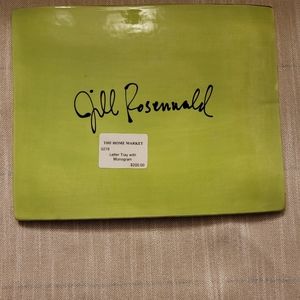 Jill Rosenwald
THE HOME MARKET
Letter Tray with
Monogram
$200.00